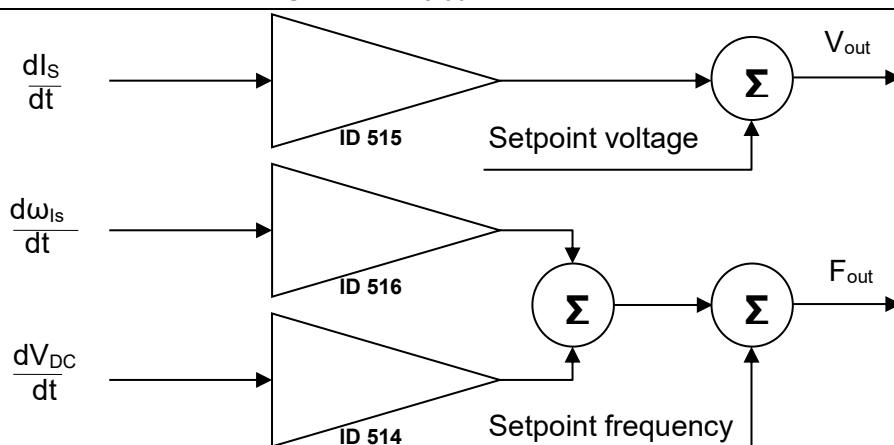 dI_S
dt
ID 515
Σ
V_out
Setpoint voltage
dω_Is
dt
ID 516
Σ
Σ
F_out
dV_DC
dt
ID 514
Setpoint frequency